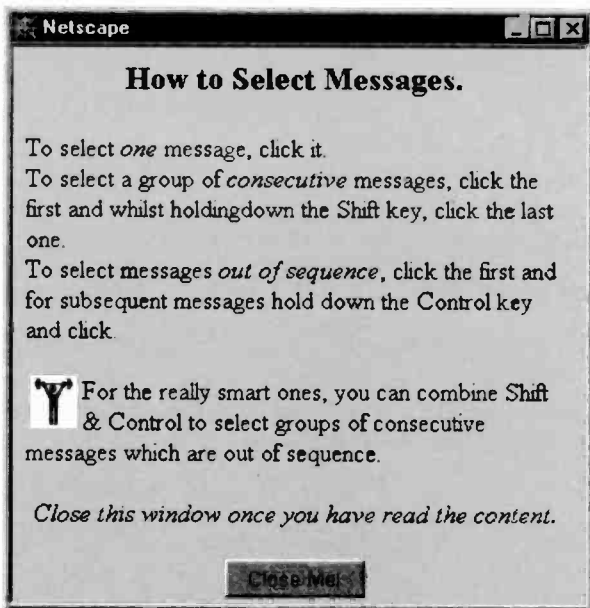 Netscape
How to Select Messages.
To select one message, click it.
To select a group of consecutive messages, click the
first and whilst holdingdown the Shift key, click the last
one.
To select messages out of sequence, click the first and
for subsequent messages hold down the Control key
and click.
For the really smart ones, you can combine Shift
& Control to select groups of consecutive
messages which are out of sequence.
Close this window once you have read the content.
Close Me!